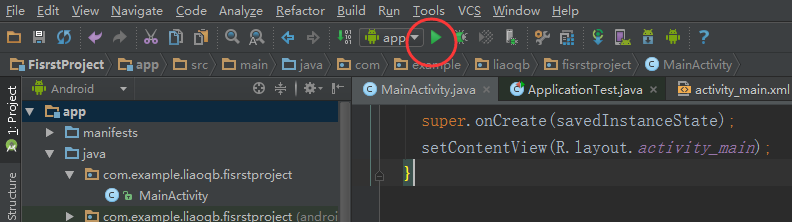 File Edit View Navigate Code Analyze Refactor Build Run Tools VCS Window Help
app
FisrstProject app src main java com example liaoqb fisrstproject MainActivity
1: Project
Structure
Android
app
manifests
java
com.example.liaoqb.fisrstproject
MainActivity
com.example.liaoqb.fisrstproject (androi
MainActivity.java ApplicationTest.java activity_main.xml
super.onCreate(savedInstanceState);
setContentView(R.layout.activity_main);
}